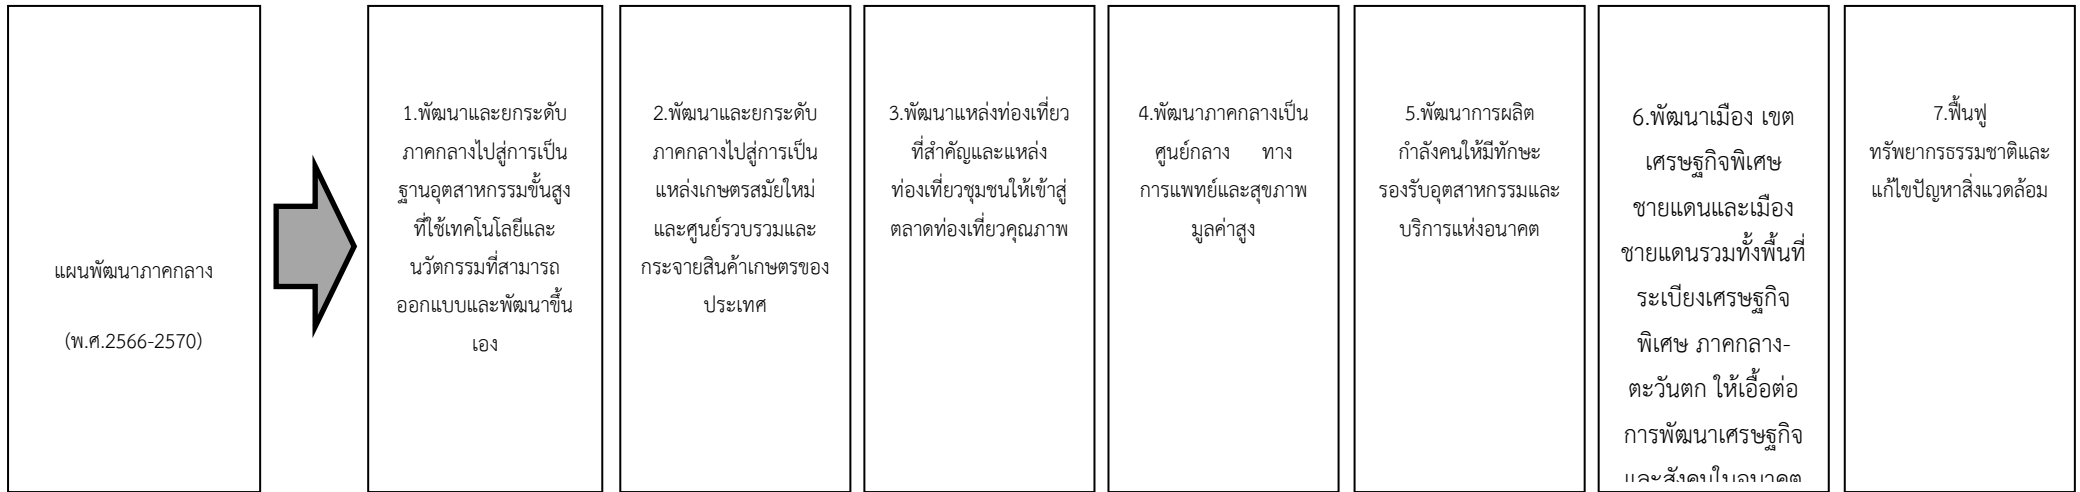 แผนพัฒนาภาคกลาง
(พ.ศ.2566-2570)
1.พัฒนาและยกระดับ
ภาคกลางไปสู่การเป็น
ฐานอุตสาหกรรมขั้นสูง
ที่ใช้เทคโนโลยีและ
นวัตกรรมที่สามารถ
ออกแบบและพัฒนาขึ้น
เอง
2.พัฒนาและยกระดับ
ภาคกลางไปสู่การเป็น
แหล่งเกษตรสมัยใหม่
และศูนย์รวบรวมและ
กระจายสินค้าเกษตรของ
ประเทศ
3.พัฒนาแหล่งท่องเที่ยว
ที่สำคัญและแหล่ง
ท่องเที่ยวชุมชนให้เข้าสู่
ตลาดท่องเที่ยวคุณภาพ
4.พัฒนาภาคกลางเป็น
ศูนย์กลาง ทาง
การแพทย์และสุขภาพ
มูลค่าสูง
5.พัฒนาการผลิต
กำลังคนให้มีทักษะ
รองรับอุตสาหกรรมและ
บริการแห่งอนาคต
6.พัฒนาเมือง เขต
เศรษฐกิจพิเศษ
ชายแดนและเมือง
ชายแดนรวมทั้งพื้นที่
ระเบียงเศรษฐกิจ
พิเศษ ภาคกลาง-
ตะวันตก ให้เอื้อต่อ
การพัฒนาเศรษฐกิจ
และสังคมในอนาคต
7.ฟื้นฟู
ทรัพยากรธรรมชาติและ
แก้ไขปัญหาสิ่งแวดล้อม